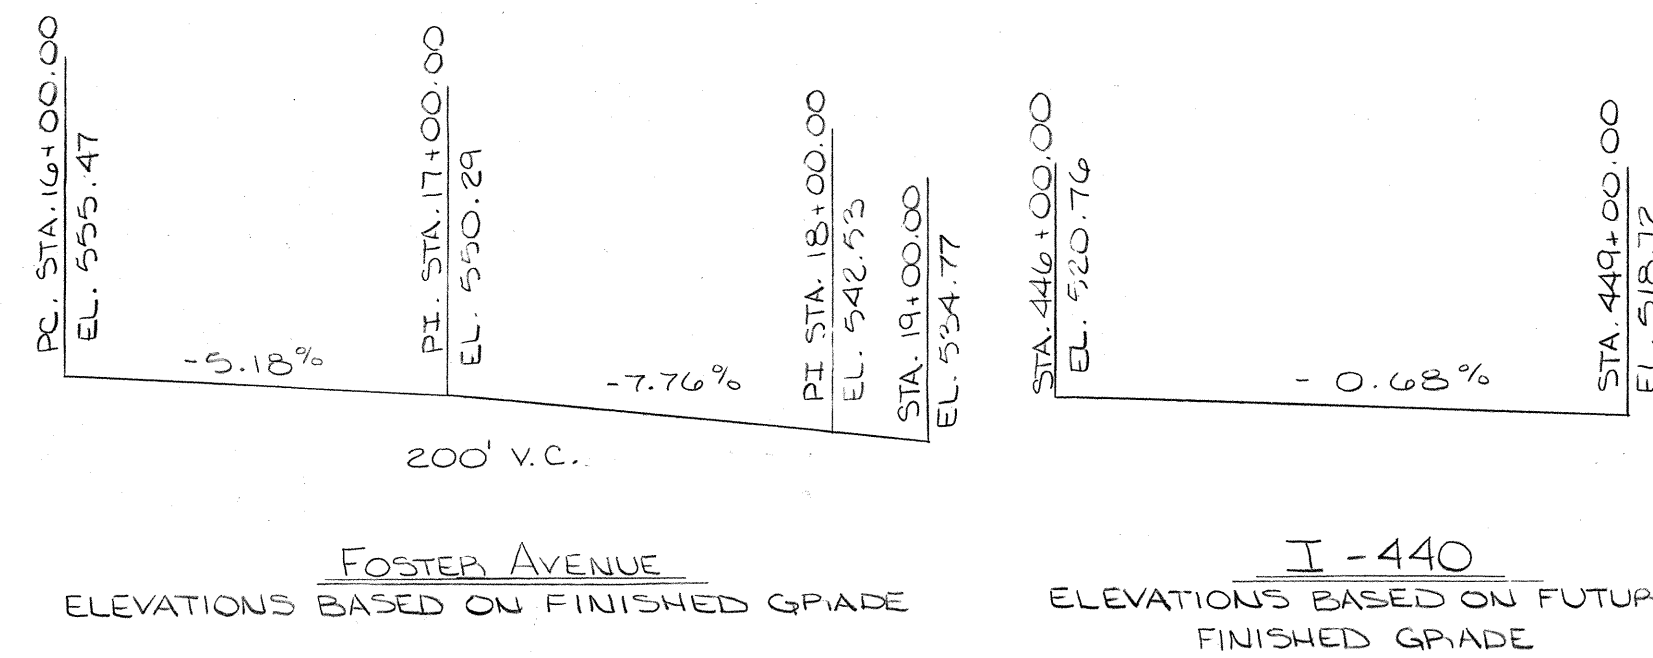 PC. STA. 16+00.00
EL. 555.47
-5.18%
PI. STA. 17+00.00
EL. 550.29
-7.76%
PI STA. 18+00.00
EL. 542.53
STA. 19+00.00
EL. 534.77
200' V.C.
FOSTER AVENUE
ELEVATIONS BASED ON FINISHED GRADE
STA. 446+00.00
EL. 520.76
- 0.68%
STA. 449+00.00
EL. 518.72
I-440
ELEVATIONS BASED ON FUTUR
FINISHED GRADE